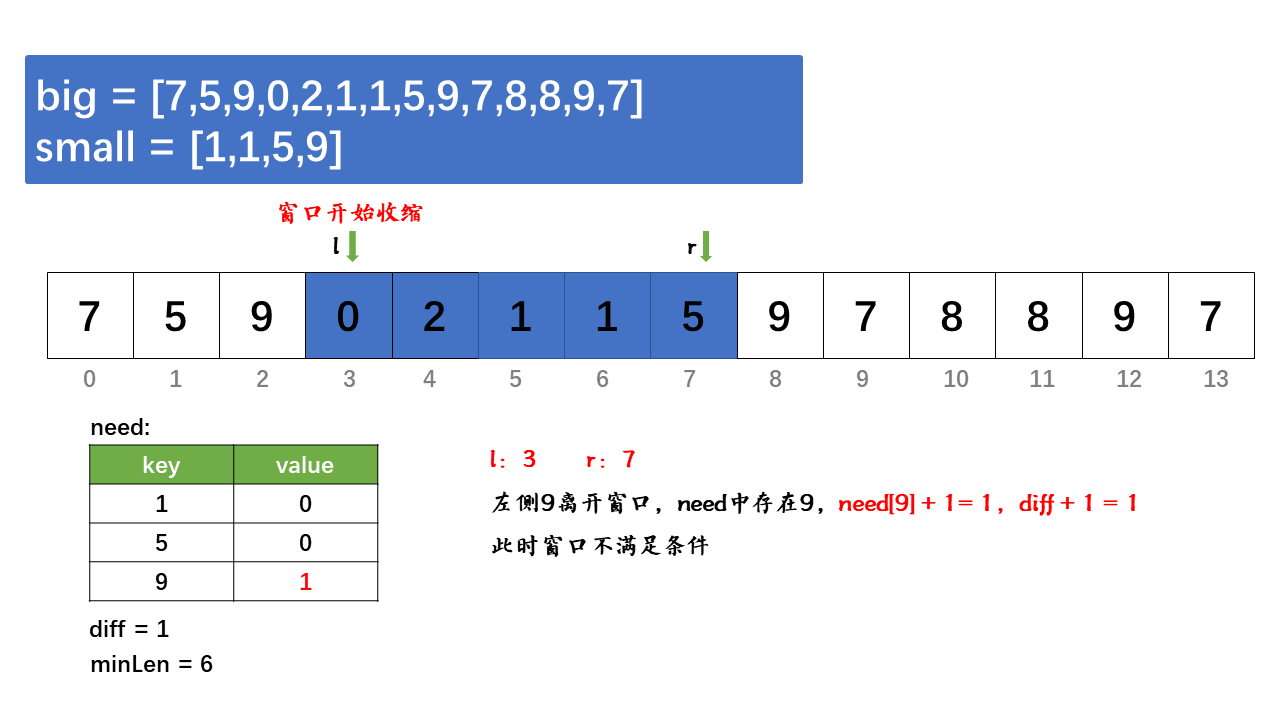 big = [7,5,9,0,2,1,1,5,9,7,8,8,9,7]
small = [1,1,5,9]
窗口开始收缩
l r
7 5 9 0 2 1 1 5 9 7 8 8 9 7
0 1 2 3 4 5 6 7 8 9 10 11 12 13
need:
key value
1 0
5 0
9 1
diff = 1
minLen = 6
l: 3 r: 7
左侧9离开窗口，need中存在9，need[9] + 1= 1，diff + 1 = 1
此时窗口不满足条件